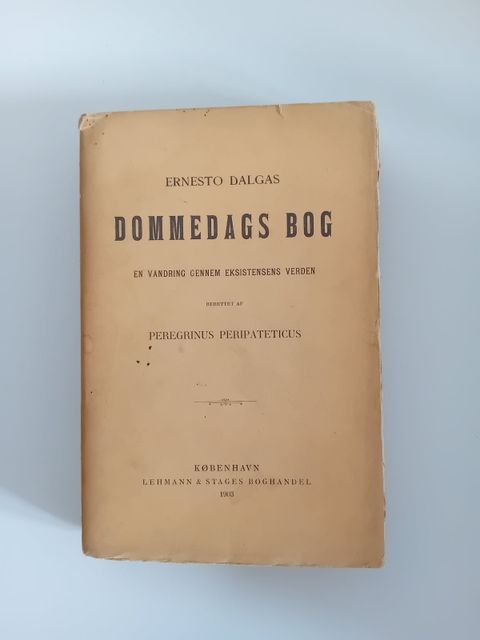 ERNESTO DALGAS
DOMMEDAGS BOG
EN VANDRING GENNEM EKSISTENSENS VERDEN
BERETTET AF
PEREGRINUS PERIPATETICUS
KØBENHAVN
LEHMANN & STAGES BOGHANDEL
1903